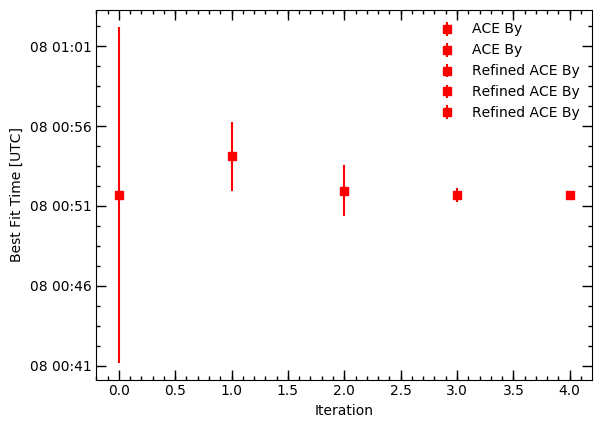 ACE By
ACE By
Refined ACE By
Refined ACE By
Refined ACE By
Best Fit Time [UTC]
08 01:01
08 00:56
08 00:51
08 00:46
08 00:41
0.0 0.5 1.0 1.5 2.0 2.5 3.0 3.5 4.0
Iteration